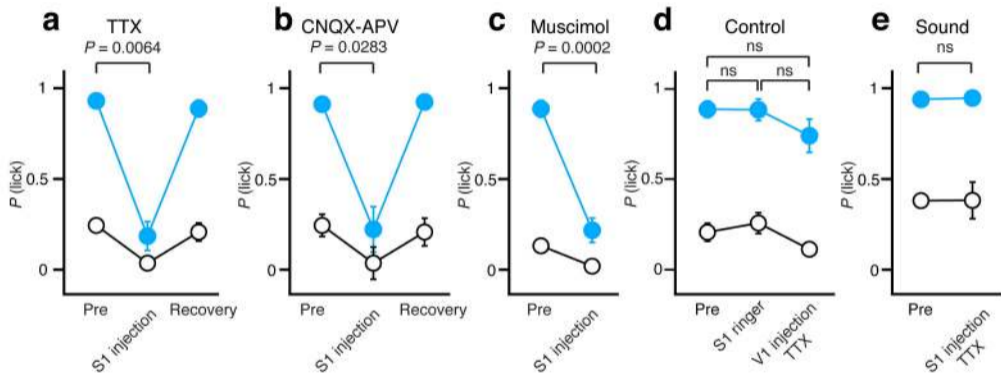 a
TTX
P = 0.0064
P (lick)
1
0.5
0
Pre
S1 injection
Recovery
b
CNQX-APV
P = 0.0283
P (lick)
1
0.5
0
Pre
S1 injection
Recovery
c
Muscimol
P = 0.0002
P (lick)
1
0.5
0
Pre
S1 injection
d
Control
ns
ns
ns
P (lick)
1
0.5
0
Pre
S1 ringer
V1 injection
TTX
e
Sound
ns
P (lick)
1
0.5
0
Pre
S1 injection
TTX